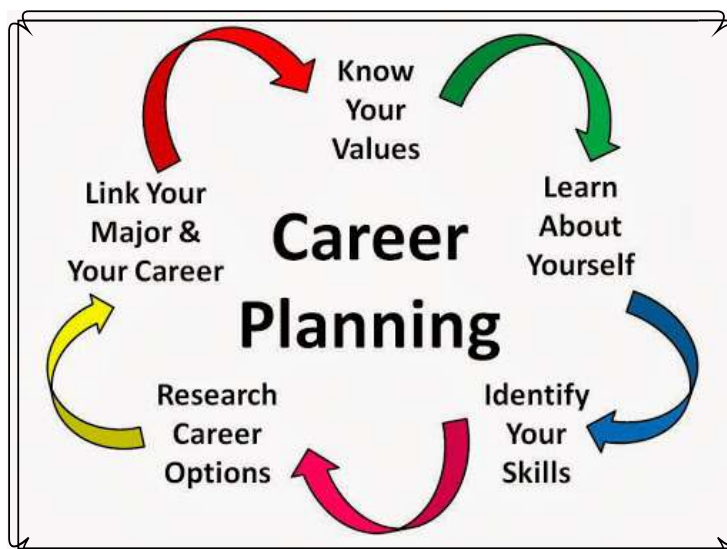 Know
Your
Values
Learn
About
Yourself
Identify
Your
Skills
Research
Career
Options
Link Your
Major &
Your Career
Career
Planning